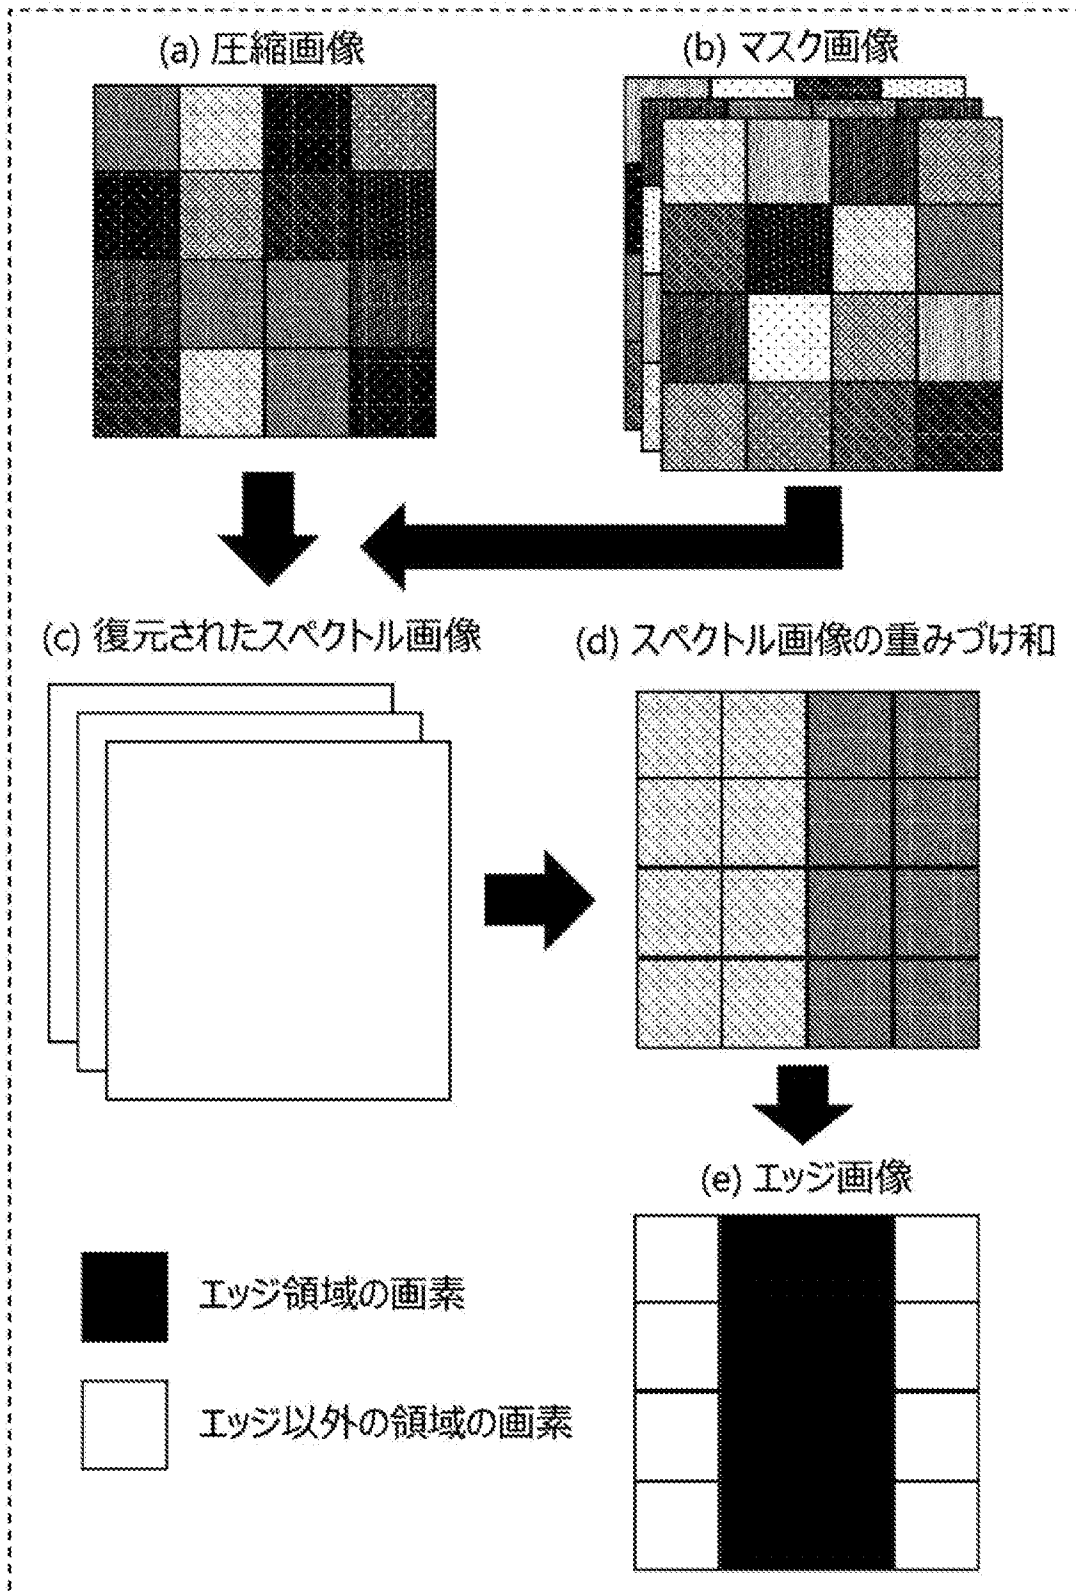 (a) 圧縮画像
(b) マスク画像
(c) 復元されたスペクトル画像
(d) スペクトル画像の重みづけ和
(e) エッジ画像
エッジ領域の画素
エッジ以外の領域の画素